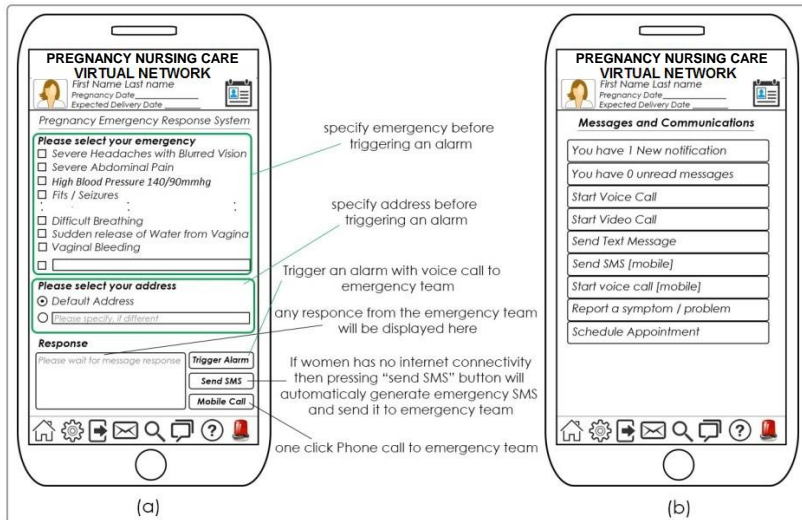 PREGNANCY NURSING CARE
VIRTUAL NETWORK
First Name Last name
Pregnancy Date
Expected Delivery Date
Pregnancy Emergency Response System
Please select your emergency
Severe Headaches with Blurred Vision
Severe Abdominal Pain
High Blood Pressure 140/90mmhg
Fits / Seizures
Difficult Breathing
Sudden release of Water from Vagina
Vaginal Bleeding
Please select your address
Default Address
Please specify, if different
Response
Please wait for message response
Trigger Alarm
Send SMS
Mobile Call
(a)
specify emergency before
triggering an alarm
specify address before
triggering an alarm
Trigger an alarm with voice call to
emergency team
any responce from the emergency team
will be displayed here
If women has no internet connectivity
then pressing “send SMS” button will
automaticaly generate emergency SMS
and send it to emergency team
one click Phone call to emergency team
PREGNANCY NURSING CARE
VIRTUAL NETWORK
First Name Last name
Pregnancy Date
Expected Delivery Date
Messages and Communications
You have 1 New notification
You have 0 unread messages
Start Voice Call
Start Video Call
Send Text Message
Send SMS [mobile]
Start voice call [mobile]
Report a symptom / problem
Schedule Appointment
(b)